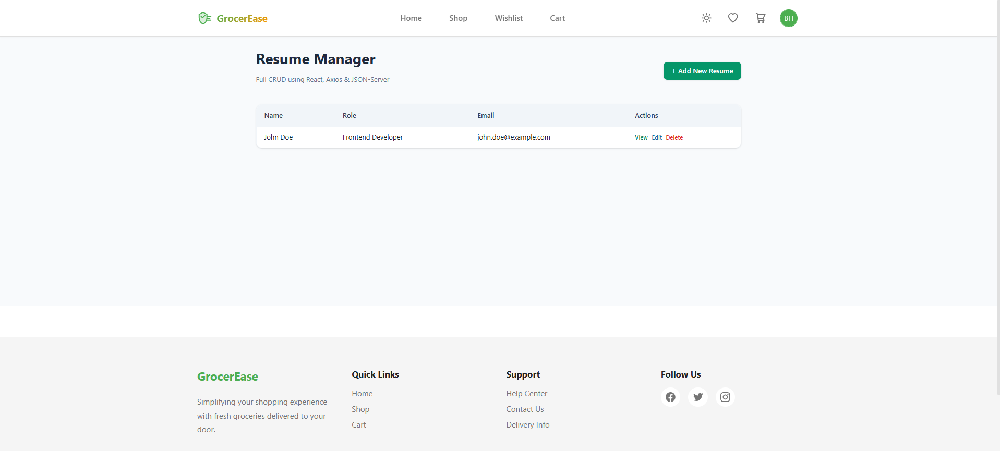 GrocerEase
Home Shop Wishlist Cart
BH
Resume Manager
Full CRUD using React, Axios & JSON-Server
+ Add New Resume
Name Role Email Actions
John Doe Frontend Developer john.doe@example.com View Edit Delete
GrocerEase
Simplifying your shopping experience
with fresh groceries delivered to your
door.
Quick Links
Home
Shop
Cart
Support
Help Center
Contact Us
Delivery Info
Follow Us